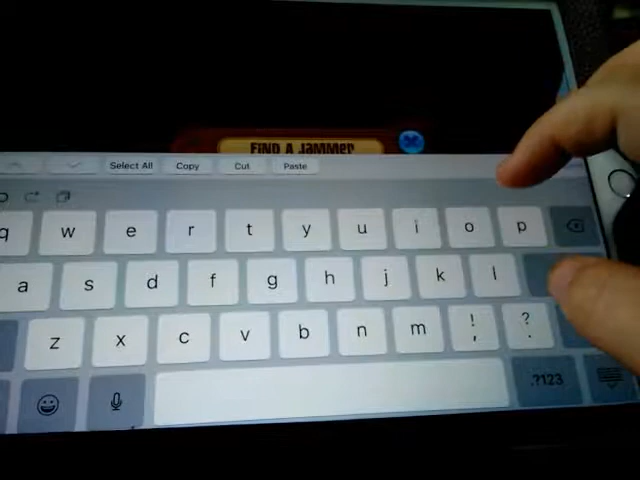 FIND A JAMMER
Select All Copy Cut Paste
q w e r t y u i o p
a s d f g h j k l
z x c v b n m ! , ? .
.?123